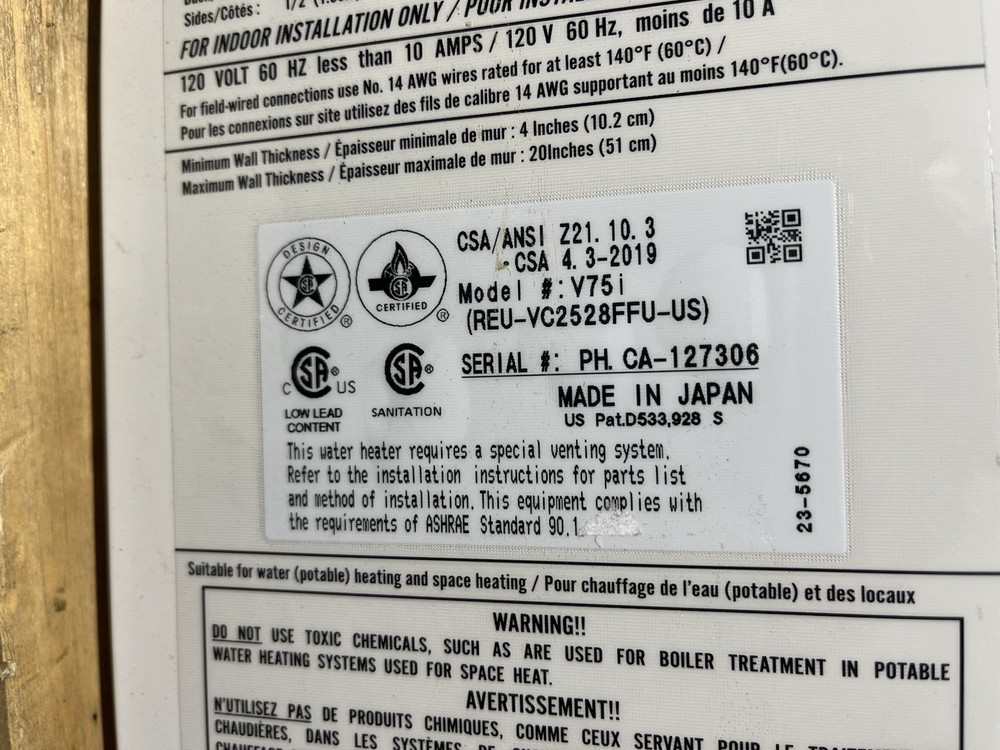 Sides/Côtés: 1/2
FOR INDOOR INSTALLATION ONLY / POUR
120 VOLT 60 HZ less than 10 AMPS / 120 V 60 Hz, moins de 10 A
For field-wired connections use No. 14 AWG wires rated for at least 140°F (60°C) /
Pour les connexions sur site utilisez des fils de calibre 14 AWG supportant au moins 140°F(60°C).
Minimum Wall Thickness / Épaisseur minimale de mur : 4 Inches (10.2 cm)
Maximum Wall Thickness / Épaisseur maximale de mur : 20Inches (51 cm)
DESIGN CERTIFIED ®
CERTIFIED ®
CSA/ANSI Z21. 10. 3
· CSA 4. 3-2019
Model #: V75i
(REU-VC2528FFU-US)
SERIAL #: PH. CA-127306
MADE IN JAPAN
US Pat.D533,928 S
C SA® US
LOW LEAD
CONTENT
SA®
SANITATION
This water heater requires a special venting system.
Refer to the installation instructions for parts list
and method of installation. This equipment complies with
the requirements of ASHRAE Standard 90.1
23-5670
Suitable for water (potable) heating and space heating / Pour chauffage de l'eau (potable) et des locaux
WARNING!!
DO NOT USE TOXIC CHEMICALS, SUCH AS ARE USED FOR BOILER TREATMENT IN POTABLE
WATER HEATING SYSTEMS USED FOR SPACE HEAT.
AVERTISSEMENT!!
N'UTILISEZ PAS DE PRODUITS CHIMIQUES, COMME CEUX SERVANT POUR LE
CHAUDIÈRES, DANS LES SYSTÈMES DE